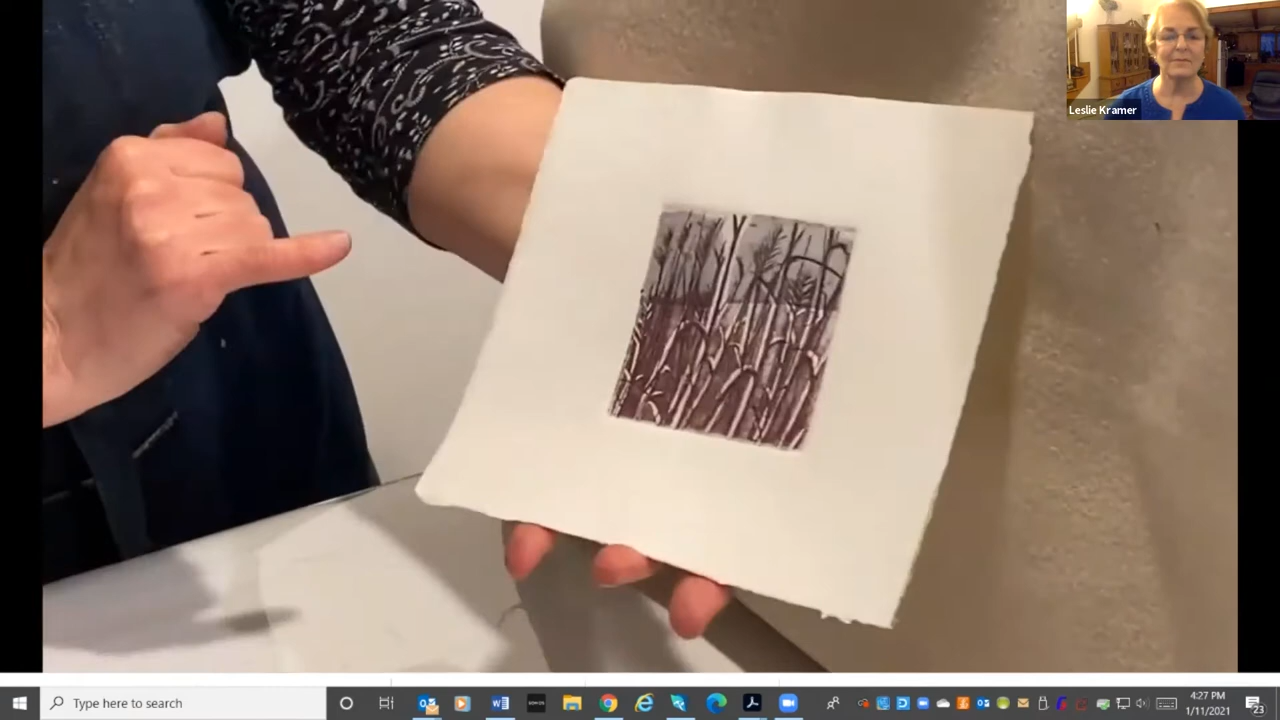 Leslie Kramer
Type here to search
4:27 PM
1/11/2021
23